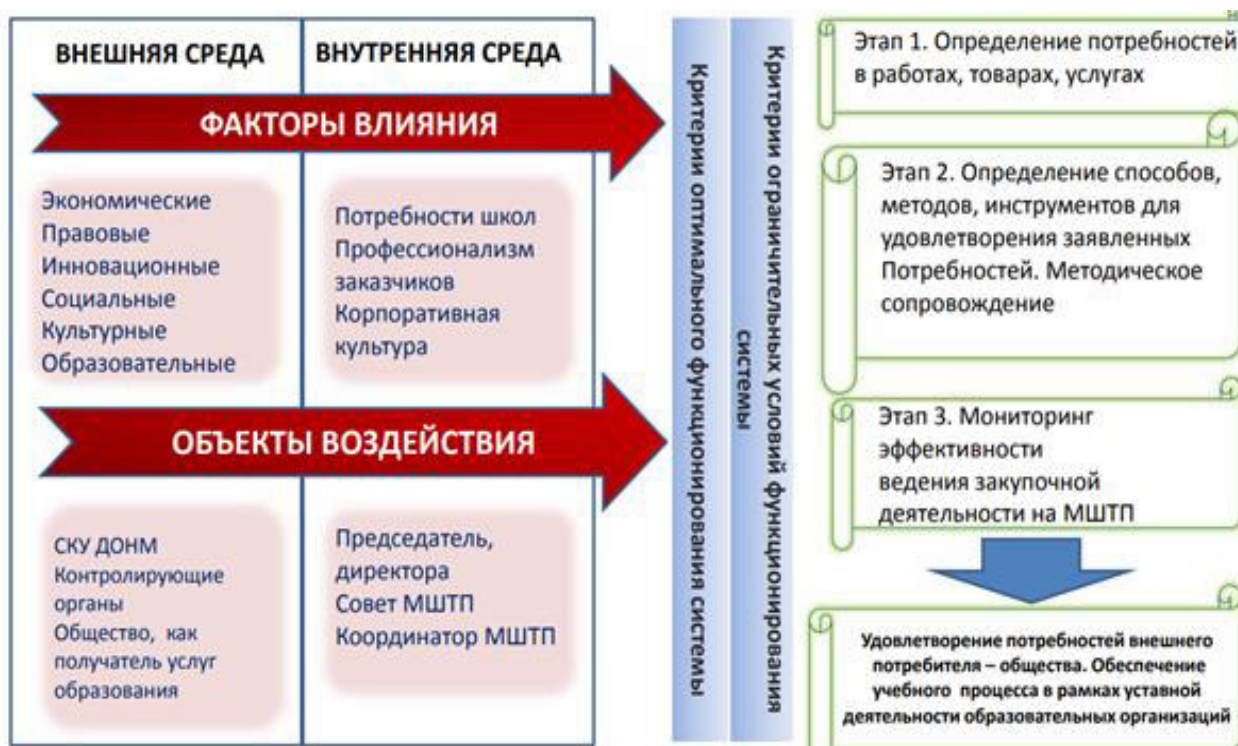 ВНЕШНЯЯ СРЕДА
ВНУТРЕННЯЯ СРЕДА
ФАКТОРЫ ВЛИЯНИЯ
Экономические
Правовые
Инновационные
Социальные
Культурные
Образовательные
Потребности школ
Профессионализм
заказчиков
Корпоративная
культура
ОБЪЕКТЫ ВОЗДЕЙСТВИЯ
СКУ ДОНМ
Контролирующие
органы
Общество, как
получатель услуг
образования
Председатель,
директора
Совет МШТП
Координатор МШТП
Критерии оптимального функционирования системы
Критерии ограничительных условий функционирования
системы
Этап 1. Определение потребностей
в работах, товарах, услугах
Этап 2. Определение способов,
методов, инструментов для
удовлетворения заявленных
Потребностей. Методическое
сопровождение
Этап 3. Мониторинг
эффективности
ведения закупочной
деятельности на МШТП
Удовлетворение потребностей внешнего
потребителя – общества. Обеспечение
учебного процесса в рамках уставной
деятельности образовательных организаций